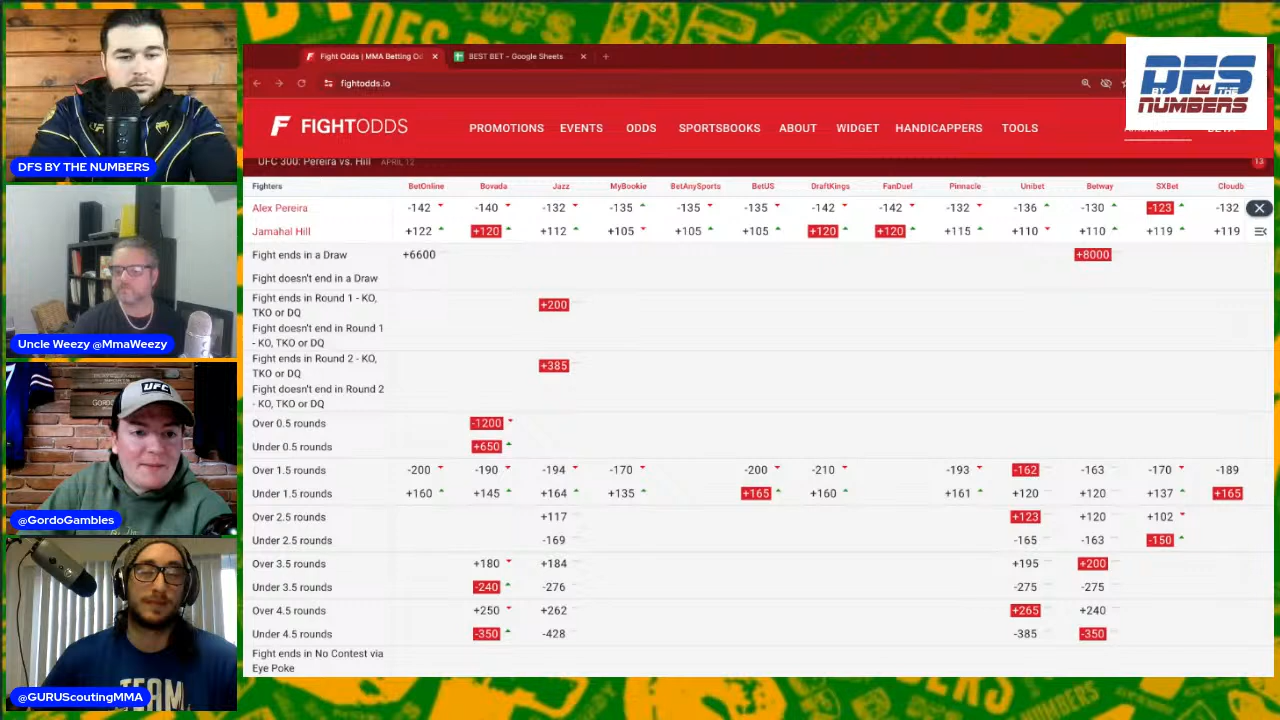 DFS BY THE NUMBERS
Uncle Weezy @MmaWeezy
UFC
@GordoGambles
TEAM
@GURUScoutingMMA
Fight Odds | MMA Betting Od
BEST BET - Google Sheets
fightodds.io
DFS
BY THE
NUMBERS
FIGHTODDS
PROMOTIONS EVENTS ODDS SPORTSBOOKS ABOUT WIDGET HANDICAPPERS TOOLS
American BETA
UFC 300: Pereira vs. Hill APRIL 12 13
Fighters BetOnline Bovada Jazz MyBookie BetAnySports BetUS DraftKings FanDuel Pinnacle Unibet Betway SXBet Cloudb
Alex Pereira -142 -140 -132 -135 -135 -135 -142 -142 -132 -136 -130 -123 -132
Jamahal Hill +122 +120 +112 +105 +105 +105 +120 +120 +115 +110 +110 +119 +119
Fight ends in a Draw +6600 +8000
Fight doesn't end in a Draw
Fight ends in Round 1 - KO,
TKO or DQ +200
Fight doesn't end in Round 1
- KO, TKO or DQ
Fight ends in Round 2 - KO,
TKO or DQ +385
Fight doesn't end in Round 2
- KO, TKO or DQ
Over 0.5 rounds -1200
Under 0.5 rounds +650
Over 1.5 rounds -200 -190 -194 -170 -200 -210 -193 -162 -163 -170 -189
Under 1.5 rounds +160 +145 +164 +135 +165 +160 +161 +120 +120 +137 +165
Over 2.5 rounds +117 +123 +120 +102
Under 2.5 rounds -169 -165 -163 -150
Over 3.5 rounds +180 +184 +195 +200
Under 3.5 rounds -240 -276 -275 -275
Over 4.5 rounds +250 +262 +265 +240
Under 4.5 rounds -350 -428 -385 -350
Fight ends in No Contest via
Eye Poke